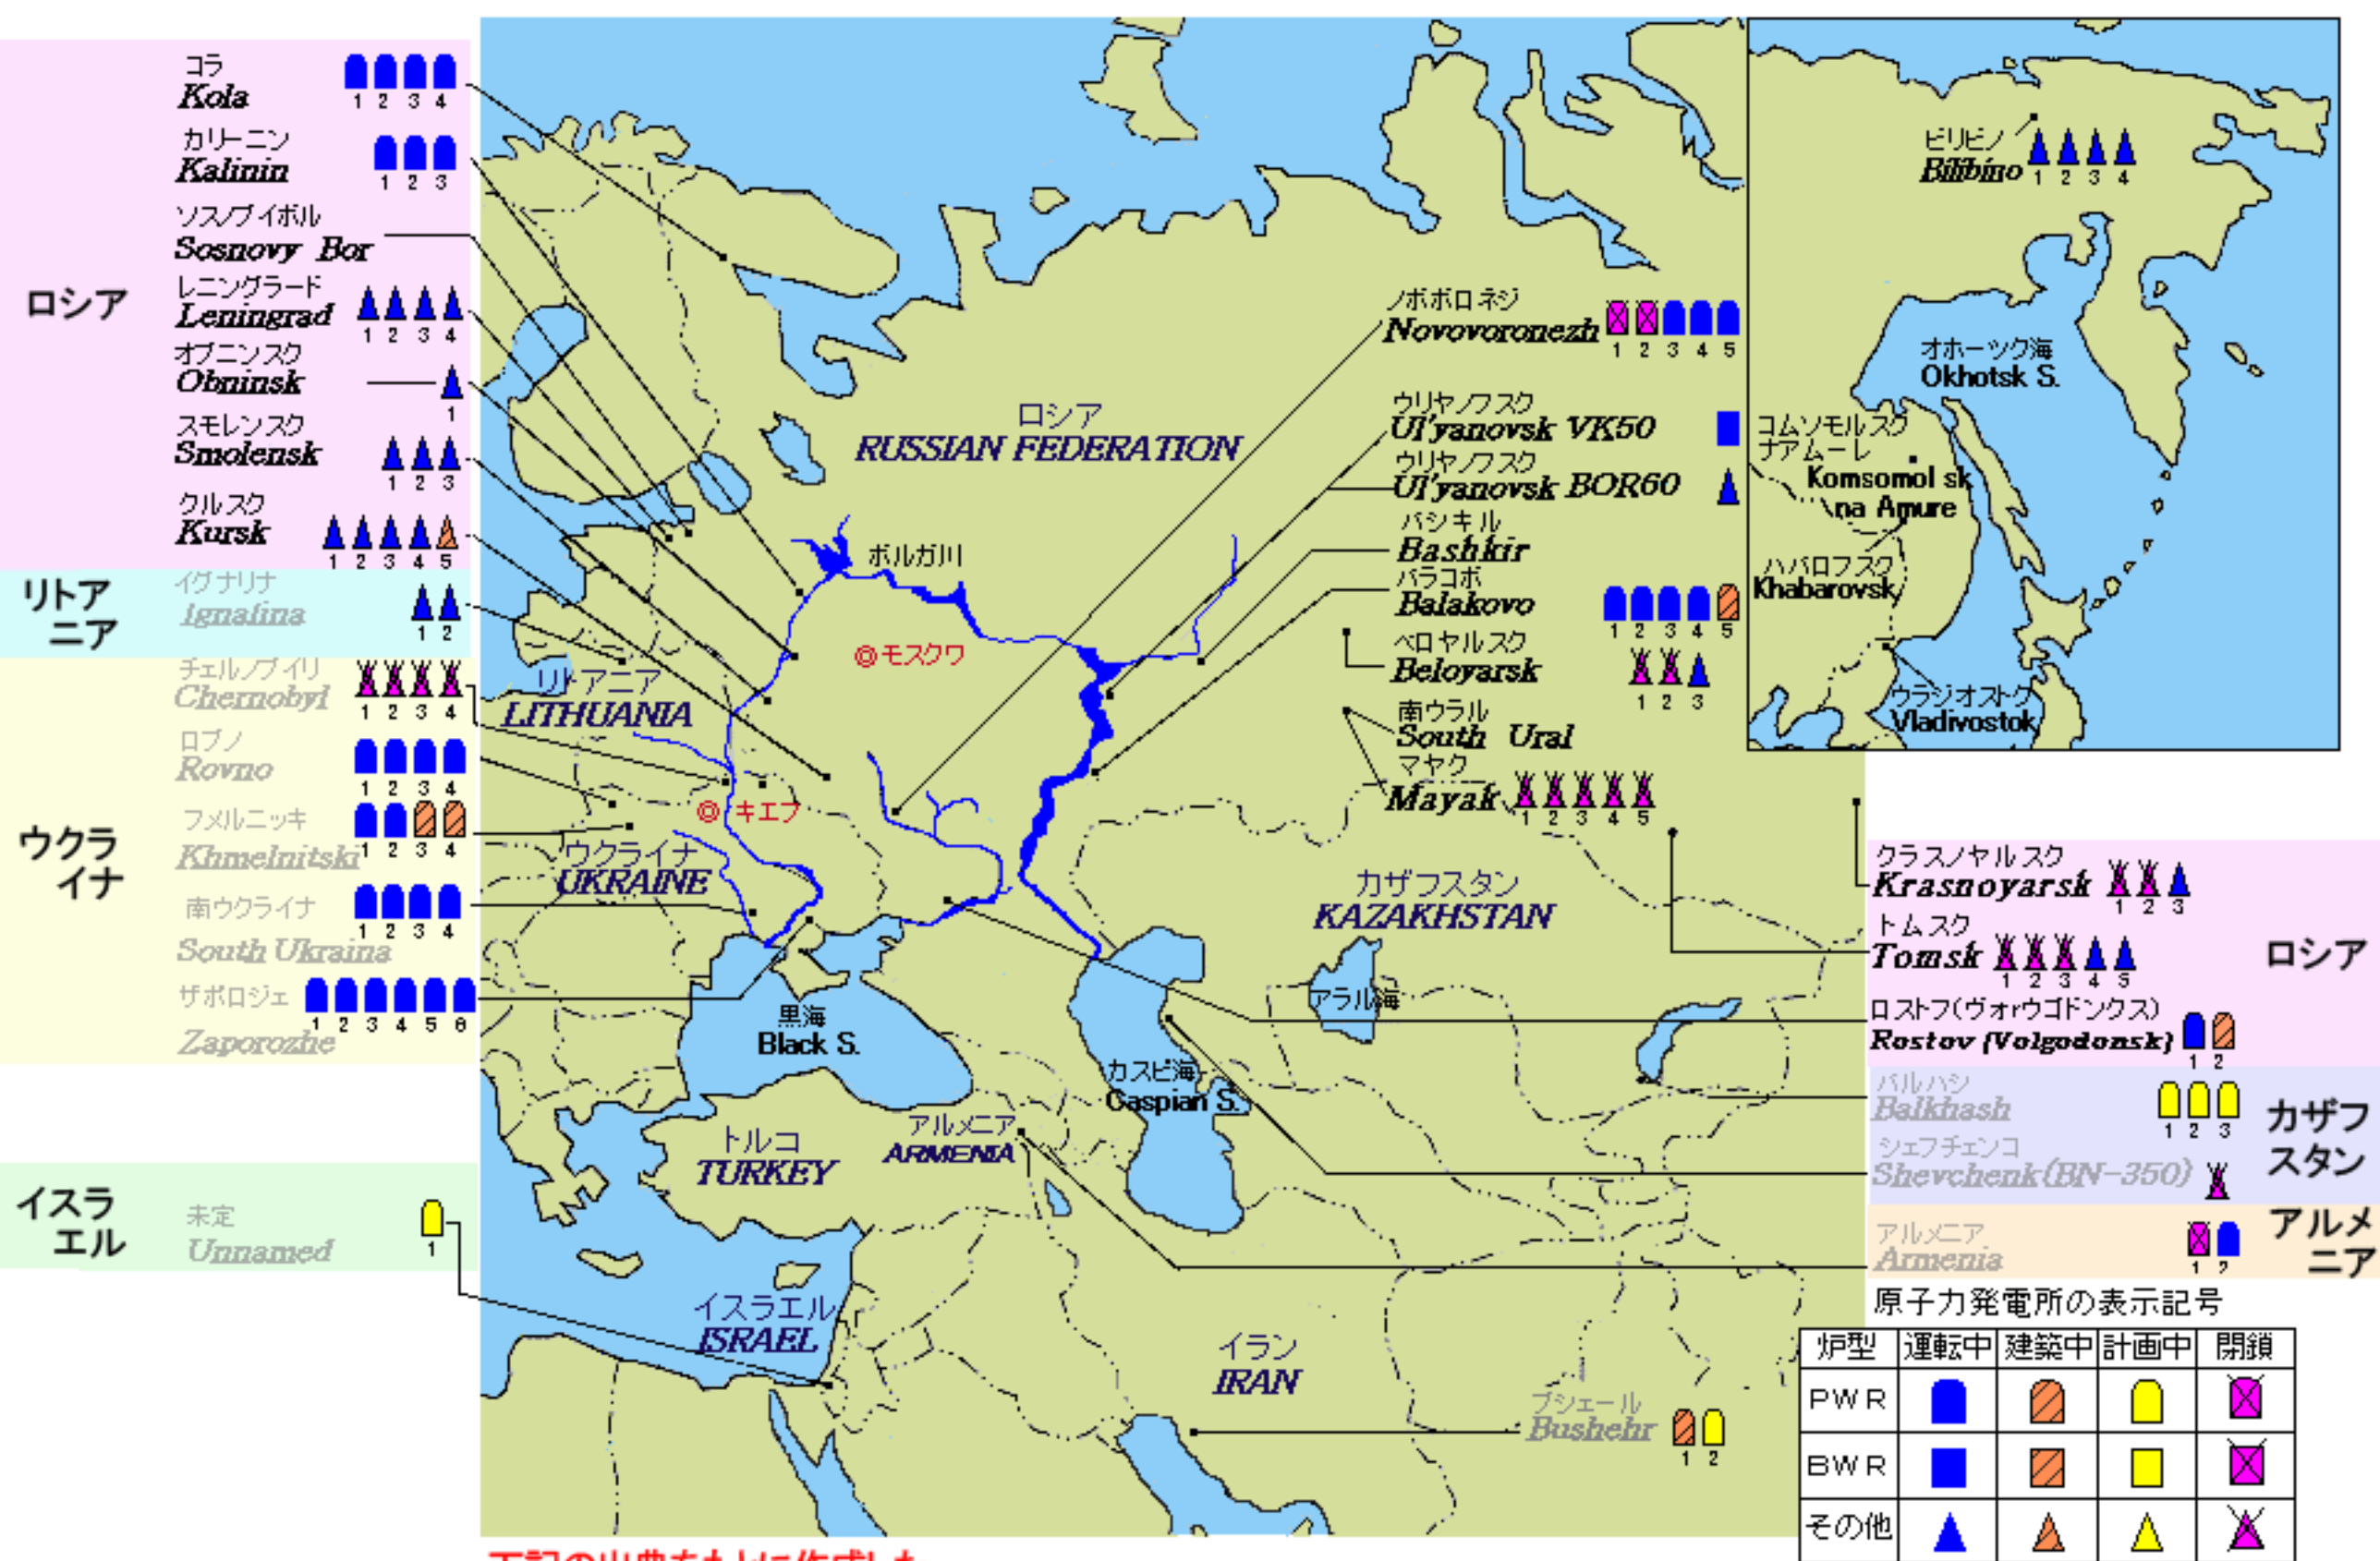 コラ
Kola
1 2 3 4
カリーニン
Kalinin
1 2 3
ソスノヴイボル
Sosnovy Bor
レニングラード
Leningrad
1 2 3 4
オブニンスク
Obninsk
1
スモレンスク
Smolensk
1 2 3
クルスク
Kursk
1 2 3 4 5
ロシア
リトア
ニア
イグナリナ
Ignalina
1 2
ウクラ
イナ
チェルノブイリ
Chernobyl
1 2 3 4
ロブノ
Rovno
1 2 3 4
フメルニッキ
Khmelnitski
1 2 3 4
南ウクライナ
South Ukraina
1 2 3 4
ザポロジェ
Zaporozhe
1 2 3 4 5 6
イスラ
エル
未定
Unnamed
1
ロシア
RUSSIAN FEDERATION
ボルガ川
モスクワ
リトアニア
LITHUANIA
キエフ
ウクライナ
UKRAINE
黒海
Black S.
トルコ
TURKEY
アルメニア
ARMENIA
カスピ海
Caspian S.
アラル海
カザフスタン
KAZAKHSTAN
イスラエル
ISRAEL
イラン
IRAN
ブシェール
Bushehr
1 2
ノボボロネジ
Novovoronezh
1 2 3 4 5
ウリヤノフスク
Ul'yanovsk VK50
ウリヤノフスク
Ul'yanovsk BOR60
バシキル
Bashkir
バラコボ
Balakovo
1 2 3 4 5
ベロヤルスク
Beloyarsk
1 2 3
南ウラル
South Ural
マヤク
Mayak
1 2 3 4 5
ビリビノ
Bilibino
1 2 3 4
オホーツク海
Okhotsk S.
コムソモルスク
ナアムーレ
Komsomol sk
na Amure
ハバロフスク
Khabarovsk
ウラジオストク
Vladivostok
クラスノヤルスク
Krasnoyarsk
1 2 3
トムスク
Tomsk
1 2 3 4 5
ロシア
ロストフ(ヴォゥゴドンクス)
Rostov (Volgodonsk)
1 2
バルハシ
Balkhash
1 2 3
カザフ
スタン
シェフチェンコ
Shevchenk(BN-350)
アルメニア
Armenia
1 2
アルメ
ニア
原子力発電所の表示記号
炉型 運転中 建築中 計画中 閉鎖
PWR
BWR
その他